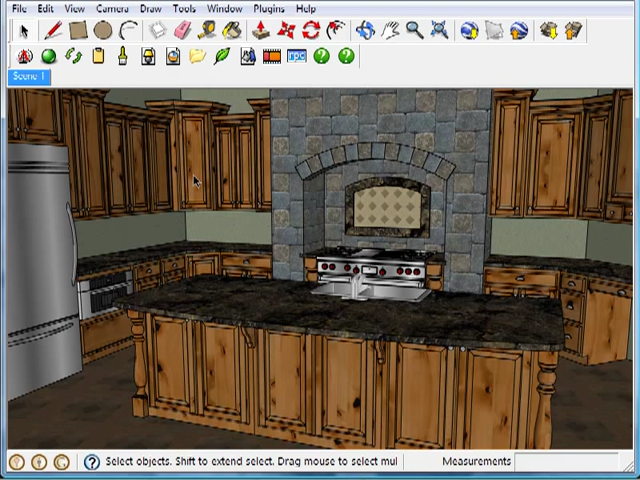 File Edit View Camera Draw Tools Window Plugins Help
rpc
Scene 1
Select objects. Shift to extend select. Drag mouse to select mul
Measurements